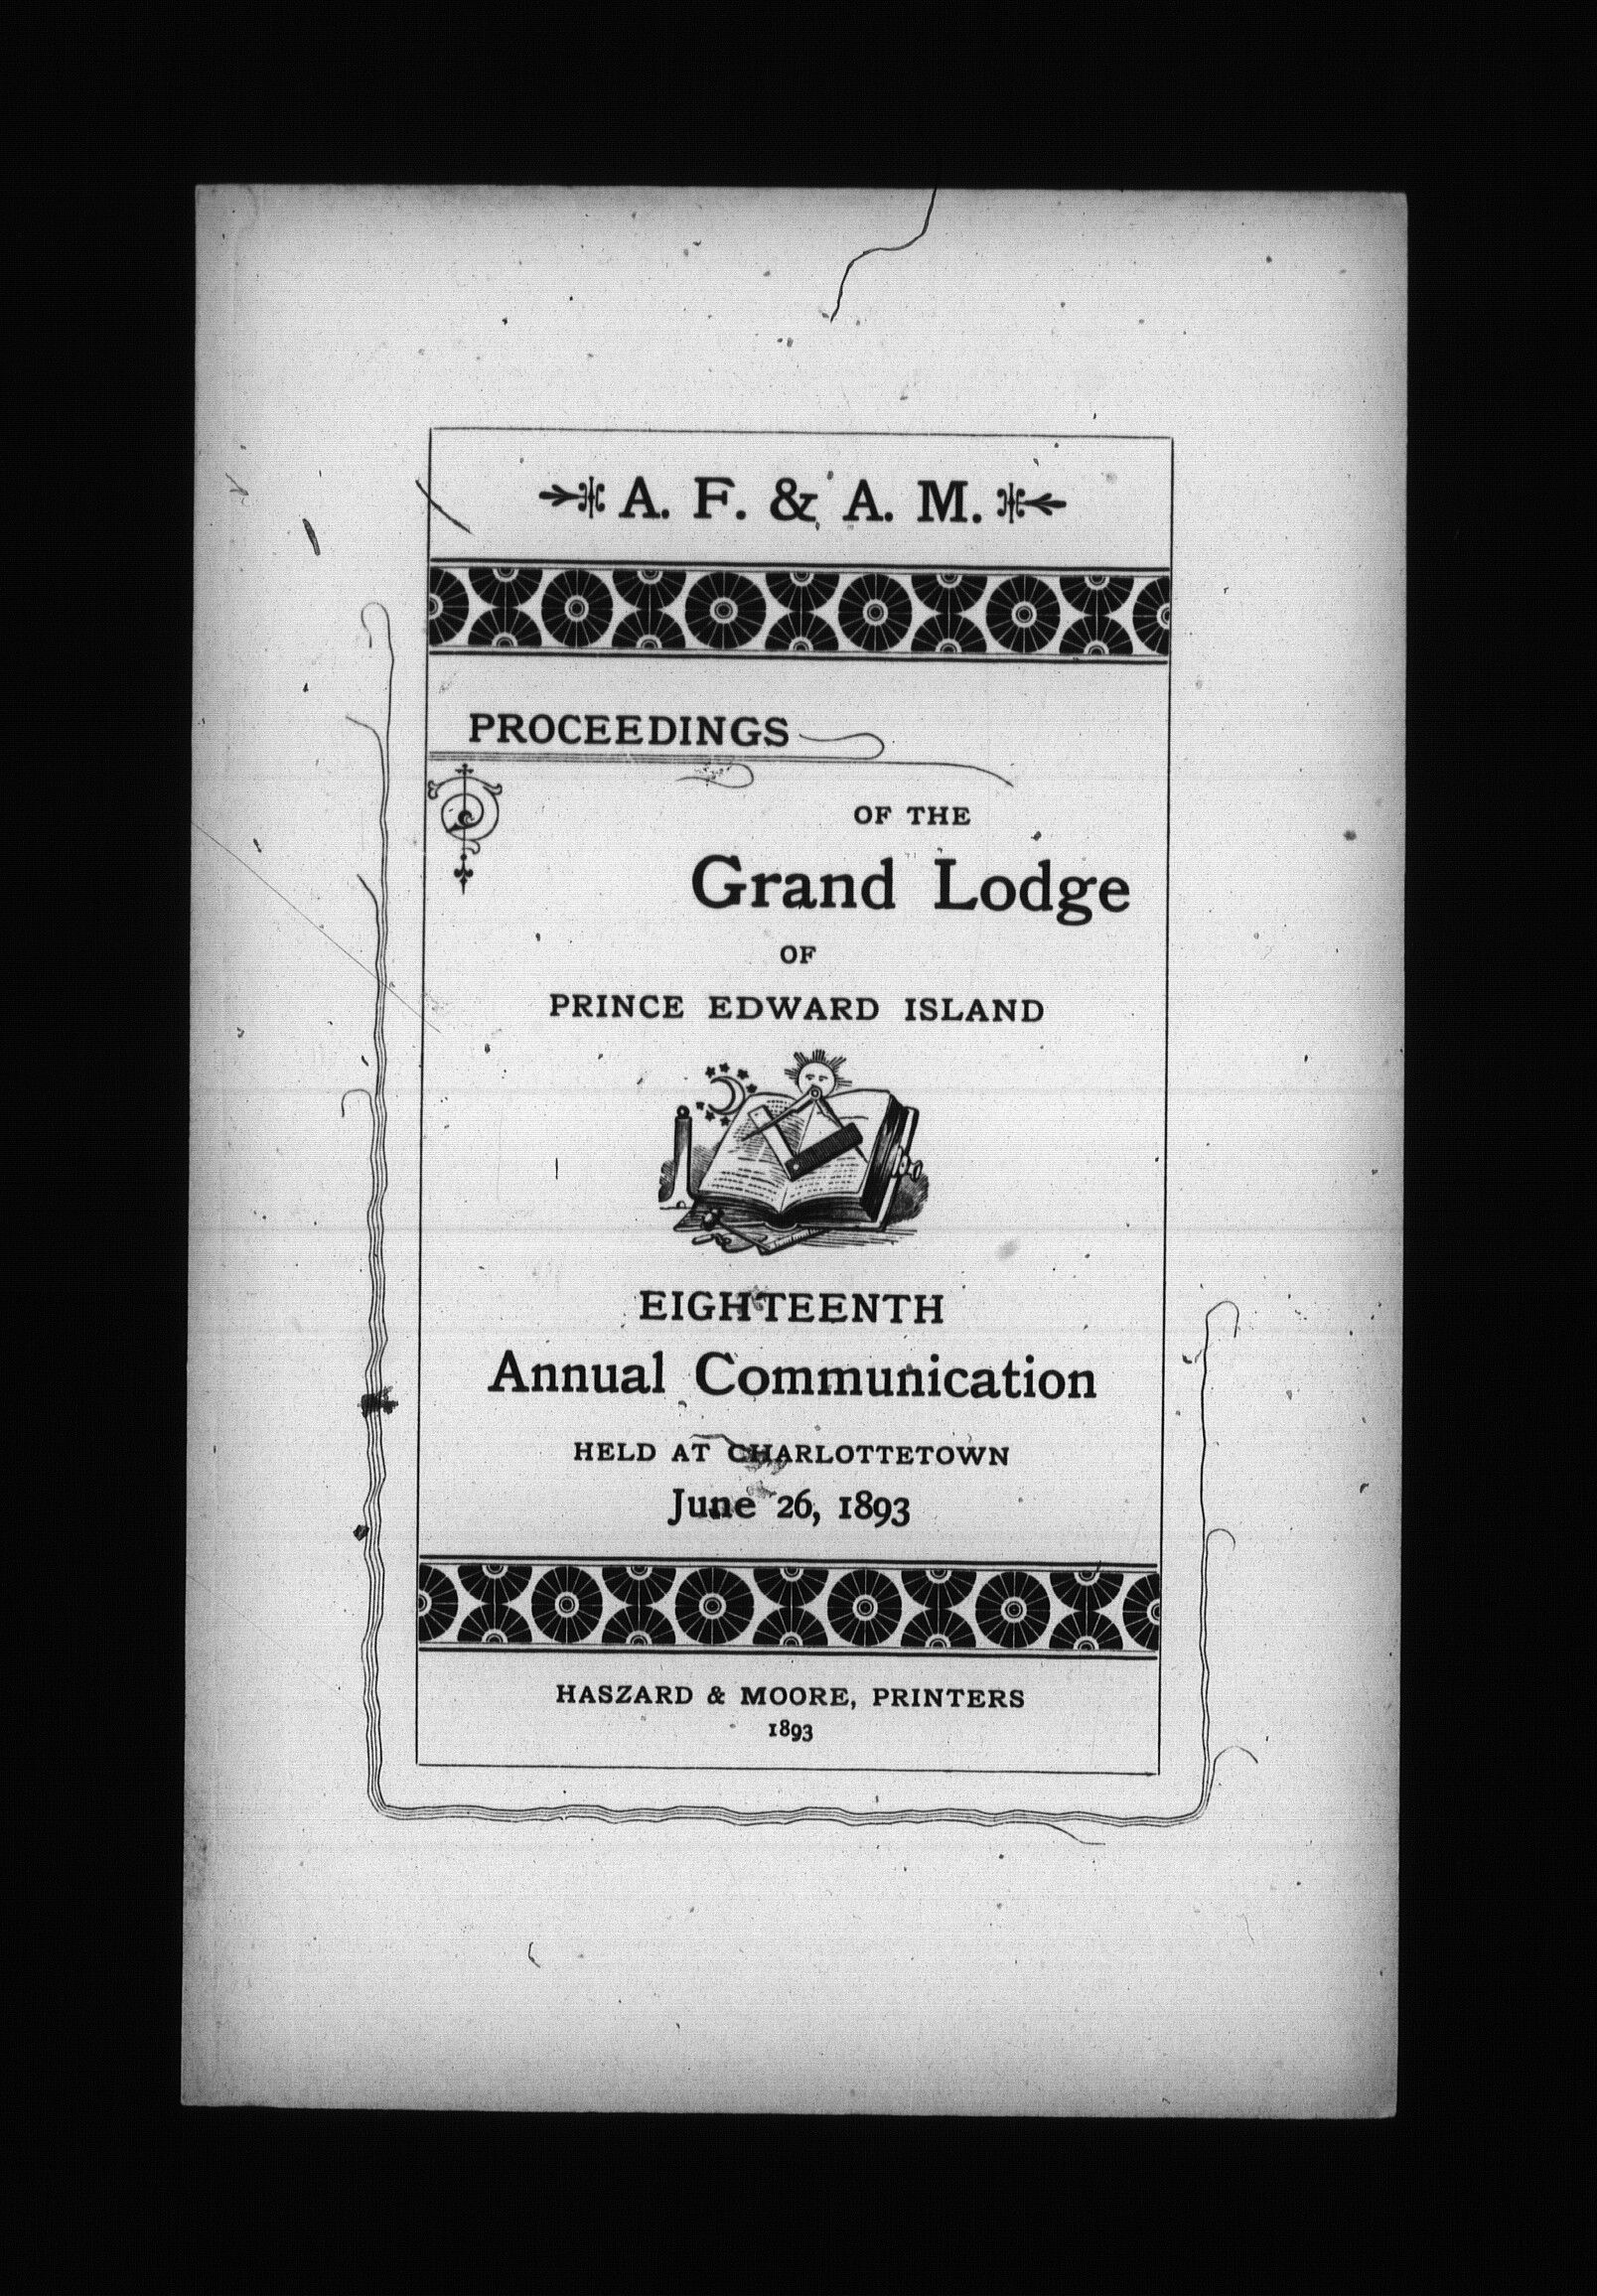 A. F. & A. M.
PROCEEDINGS
OF THE
Grand Lodge
OF
PRINCE EDWARD ISLAND
EIGHTEENTH
Annual Communication
HELD AT CHARLOTTETOWN
June 26, 1893
HASZARD & MOORE, PRINTERS
1893